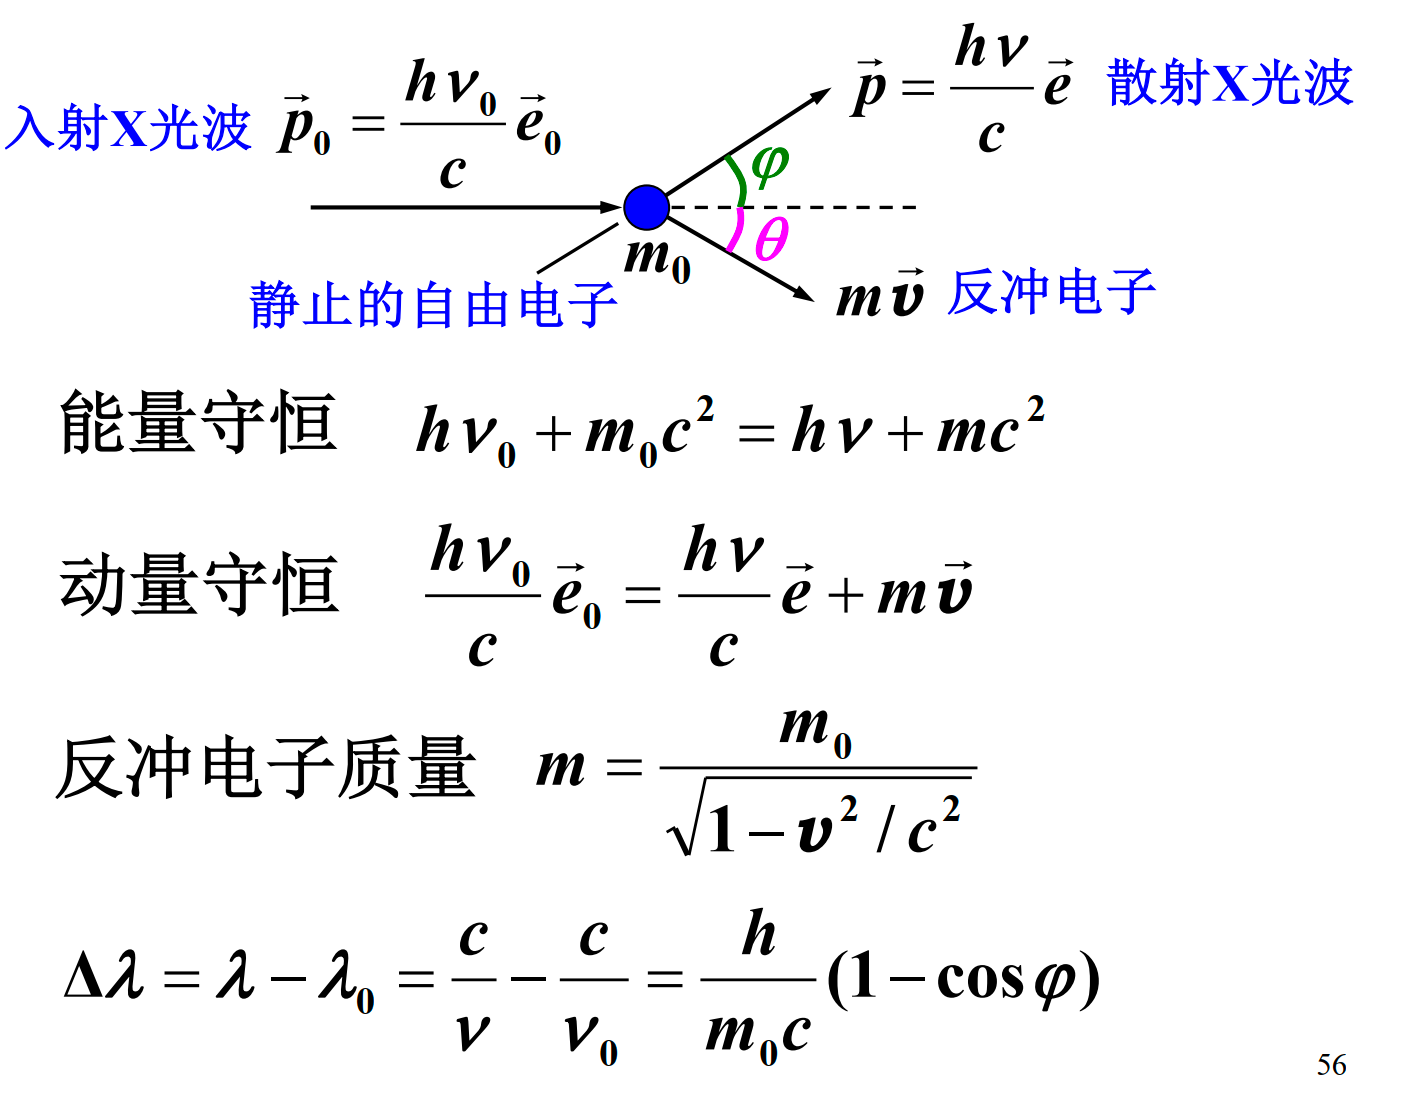 入射X光波 p⃗₀ = hν₀/c e⃗₀
p⃗ = hν/c e⃗ 散射X光波
φ
θ
m₀
静止的自由电子
mv⃗ 反冲电子
能量守恒 hν₀ + m₀c² = hν + mc²
动量守恒 hν₀/c e⃗₀ = hν/c e⃗ + mv⃗
反冲电子质量 m = m₀/√(1 − v²/c²)
Δλ = λ − λ₀ = c/ν − c/ν₀ = h/m₀c (1 − cos φ)
56